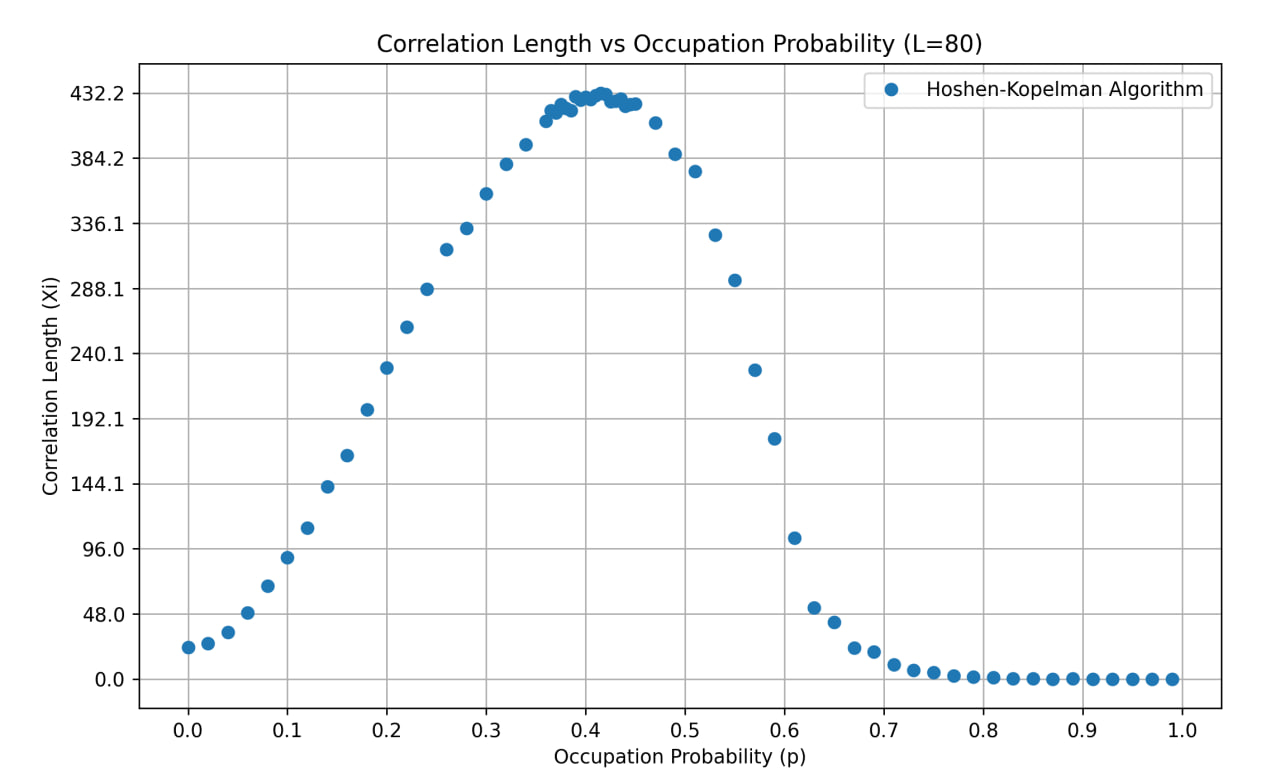 Correlation Length vs Occupation Probability (L=80)
Hoshen-Kopelman Algorithm
Correlation Length (Xi)
432.2
384.2
336.1
288.1
240.1
192.1
144.1
96.0
48.0
0.0
0.0 0.1 0.2 0.3 0.4 0.5 0.6 0.7 0.8 0.9 1.0
Occupation Probability (p)